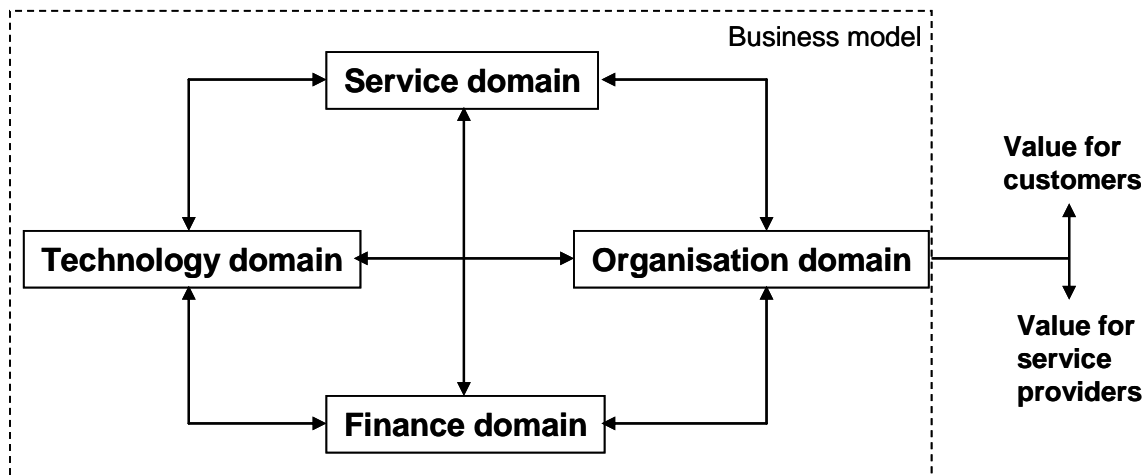 Business model
Service domain
Value for
customers
Technology domain
Organisation domain
Value for
service
providers
Finance domain